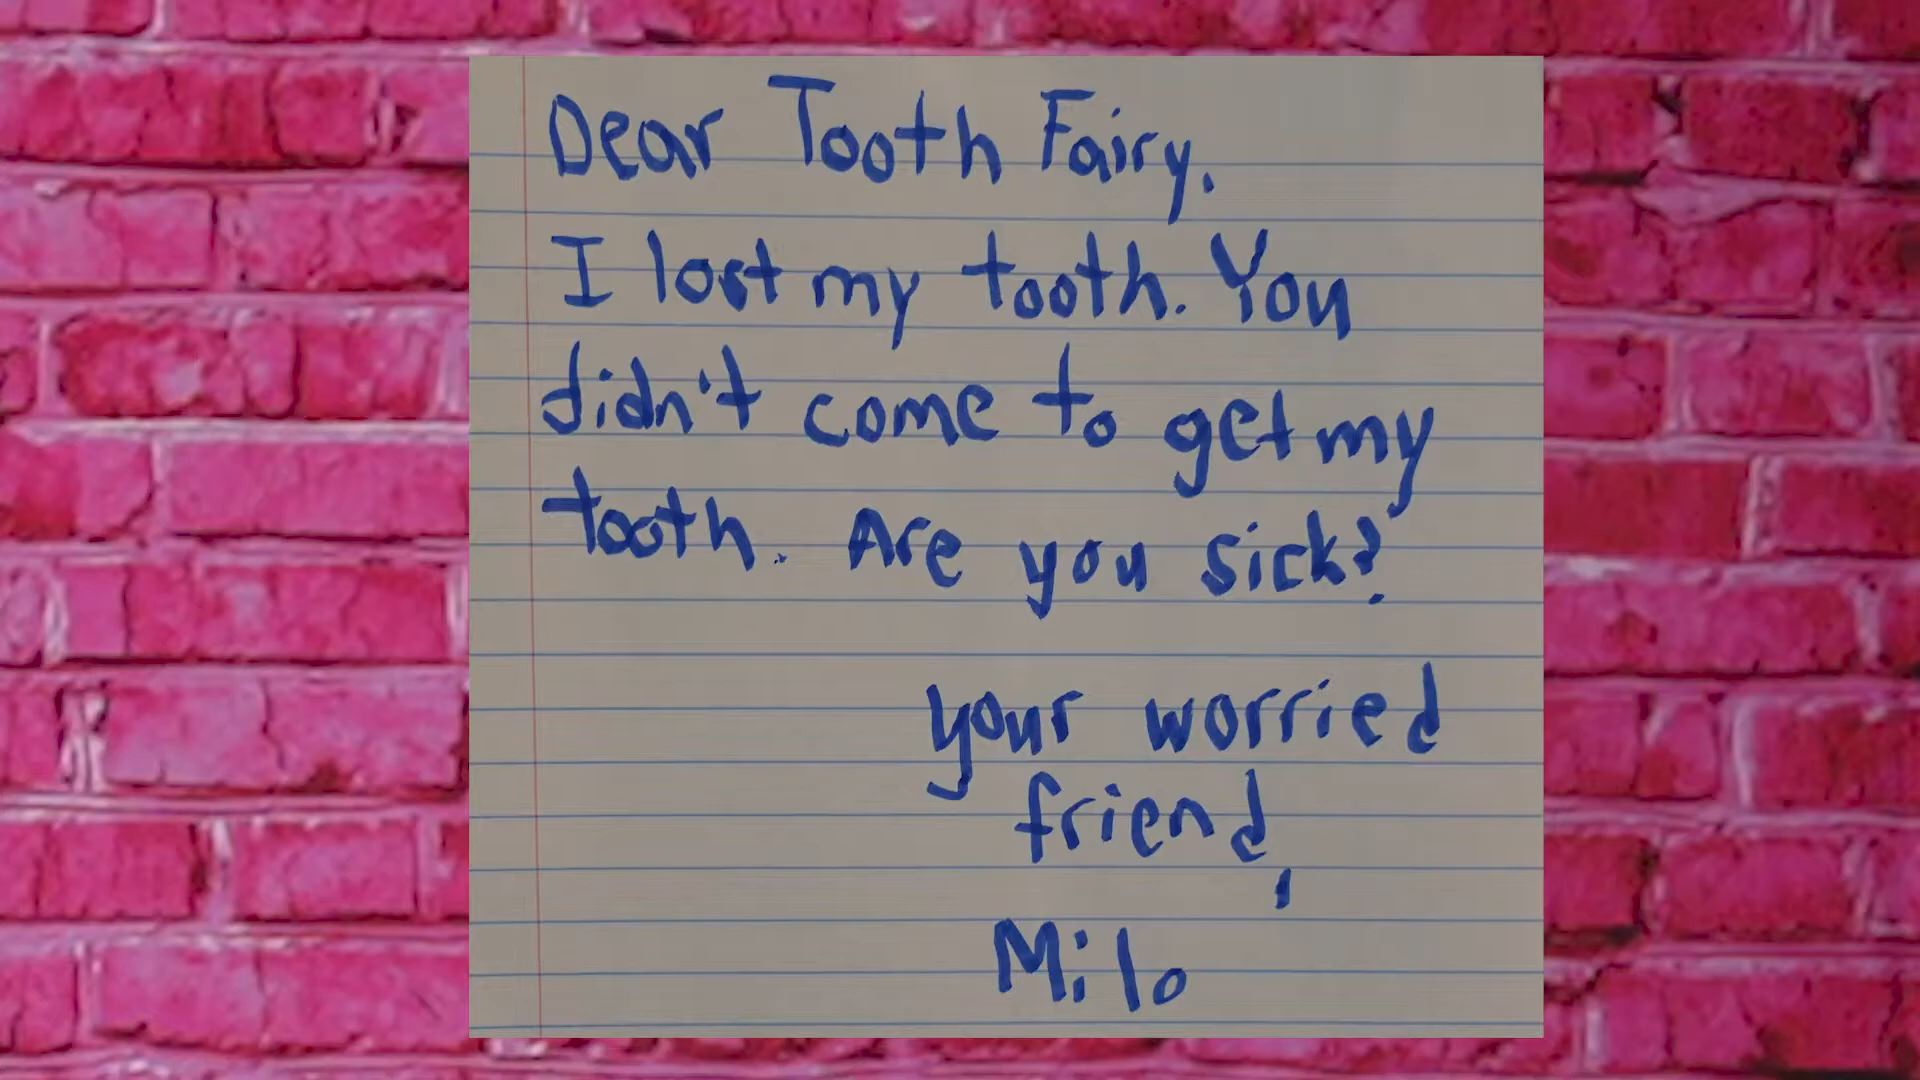 Dear Tooth Fairy.
I lost my tooth. You
didn't come to get my
tooth. Are you sick?
your worried
friend,
Milo